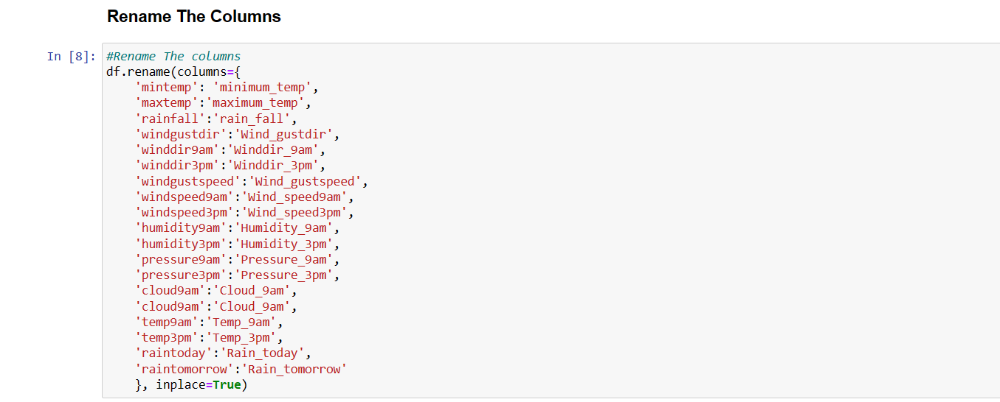 Rename The Columns
In [8]: #Rename The columns
df.rename(columns={
'mintemp': 'minimum_temp',
'maxtemp':'maximum_temp',
'rainfall':'rain_fall',
'windgustdir':'Wind_gustdir',
'winddir9am':'Winddir_9am',
'winddir3pm':'Winddir_3pm',
'windgustspeed':'Wind_gustspeed',
'windspeed9am':'Wind_speed9am',
'windspeed3pm':'Wind_speed3pm',
'humidity9am':'Humidity_9am',
'humidity3pm':'Humidity_3pm',
'pressure9am':'Pressure_9am',
'pressure3pm':'Pressure_3pm',
'cloud9am':'Cloud_9am',
'cloud9am':'Cloud_9am',
'temp9am':'Temp_9am',
'temp3pm':'Temp_3pm',
'raintoday':'Rain_today',
'raintomorrow':'Rain_tomorrow'
}, inplace=True)